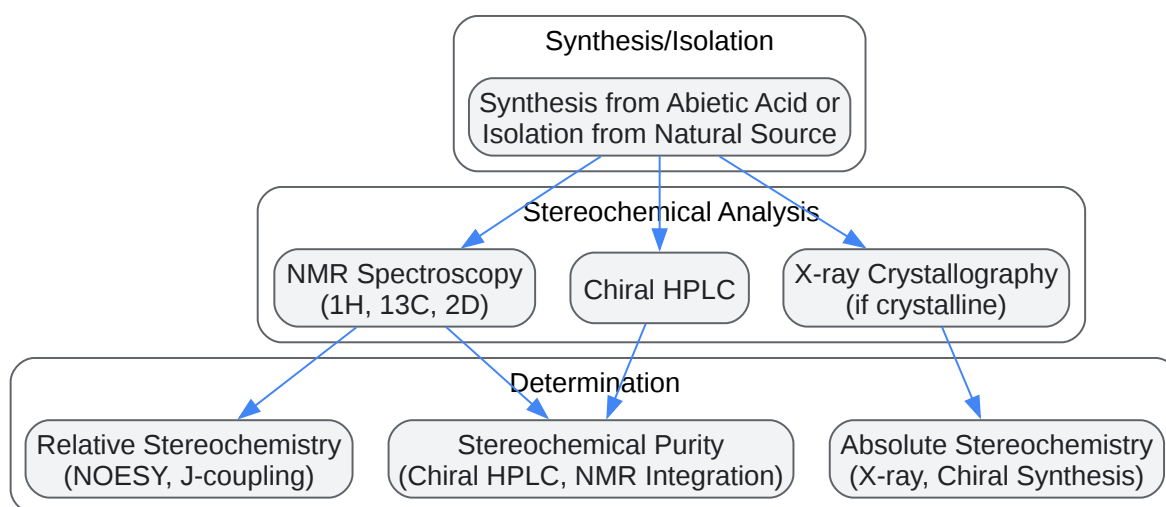 Synthesis/Isolation
Synthesis from Abietic Acid or
Isolation from Natural Source
Stereochemical Analysis
NMR Spectroscopy
(1H, 13C, 2D)
Chiral HPLC
X-ray Crystallography
(if crystalline)
Determination
Relative Stereochemistry
(NOESY, J-coupling)
Stereochemical Purity
(Chiral HPLC, NMR Integration)
Absolute Stereochemistry
(X-ray, Chiral Synthesis)